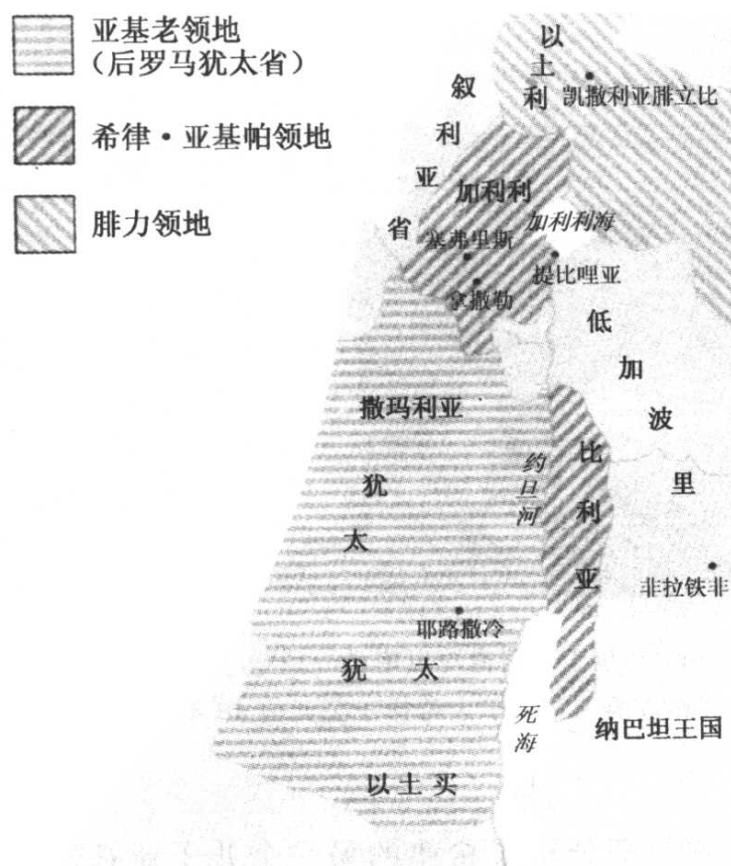 亚基老领地
（后罗马犹太省）
希律·亚基帕领地
腓力领地
以土利
凯撒利亚腓立比
叙利亚省
加利利
加利利海
塞弗里斯
提比哩亚
拿撒勒
低加波里
撒玛利亚
犹太
约旦河
比利亚
非拉铁非
耶路撒冷
犹太
死海
纳巴坦王国
以土买